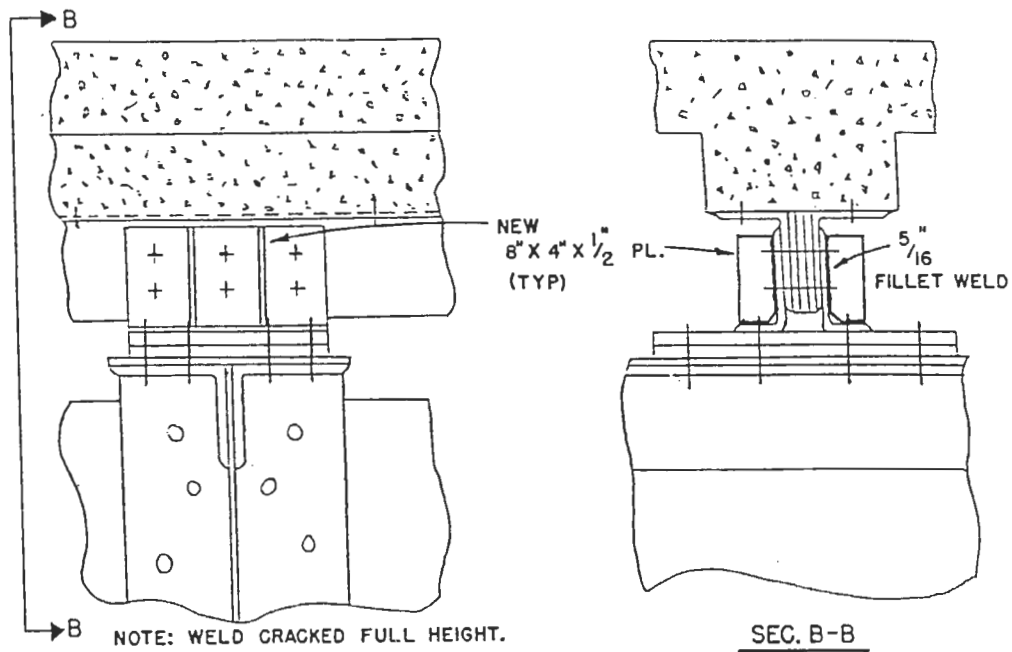 B
NEW
8" X 4" X 1/2" PL.
(TYP)
5/16"
FILLET WELD
B
NOTE: WELD CRACKED FULL HEIGHT.
SEC. B-B